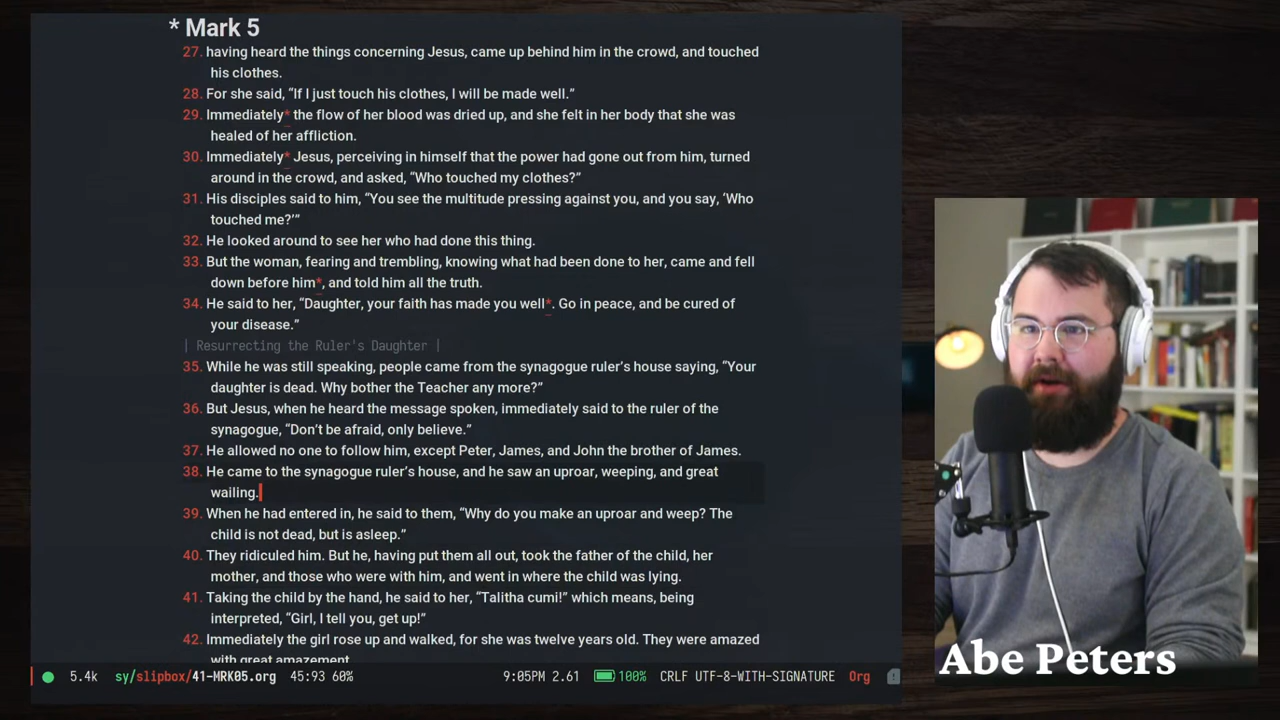 * Mark 5
27. having heard the things concerning Jesus, came up behind him in the crowd, and touched
his clothes.
28. For she said, “If I just touch his clothes, I will be made well.”
29. Immediately* the flow of her blood was dried up, and she felt in her body that she was
healed of her affliction.
30. Immediately* Jesus, perceiving in himself that the power had gone out from him, turned
around in the crowd, and asked, “Who touched my clothes?”
31. His disciples said to him, “You see the multitude pressing against you, and you say, ‘Who
touched me?’”
32. He looked around to see her who had done this thing.
33. But the woman, fearing and trembling, knowing what had been done to her, came and fell
down before him*, and told him all the truth.
34. He said to her, “Daughter, your faith has made you well*. Go in peace, and be cured of
your disease.”
| Resurrecting the Ruler's Daughter |
35. While he was still speaking, people came from the synagogue ruler’s house saying, “Your
daughter is dead. Why bother the Teacher any more?”
36. But Jesus, when he heard the message spoken, immediately said to the ruler of the
synagogue, “Don’t be afraid, only believe.”
37. He allowed no one to follow him, except Peter, James, and John the brother of James.
38. He came to the synagogue ruler’s house, and he saw an uproar, weeping, and great
wailing.
39. When he had entered in, he said to them, “Why do you make an uproar and weep? The
child is not dead, but is asleep.”
40. They ridiculed him. But he, having put them all out, took the father of the child, her
mother, and those who were with him, and went in where the child was lying.
41. Taking the child by the hand, he said to her, “Talitha cumi!” which means, being
interpreted, “Girl, I tell you, get up!”
42. Immediately the girl rose up and walked, for she was twelve years old. They were amazed
with great amazement
5.4k sy/slipbox/41-MRK05.org 45:93 60% 9:05PM 2.61 100% CRLF UTF-8-WITH-SIGNATURE Org
Abe Peters